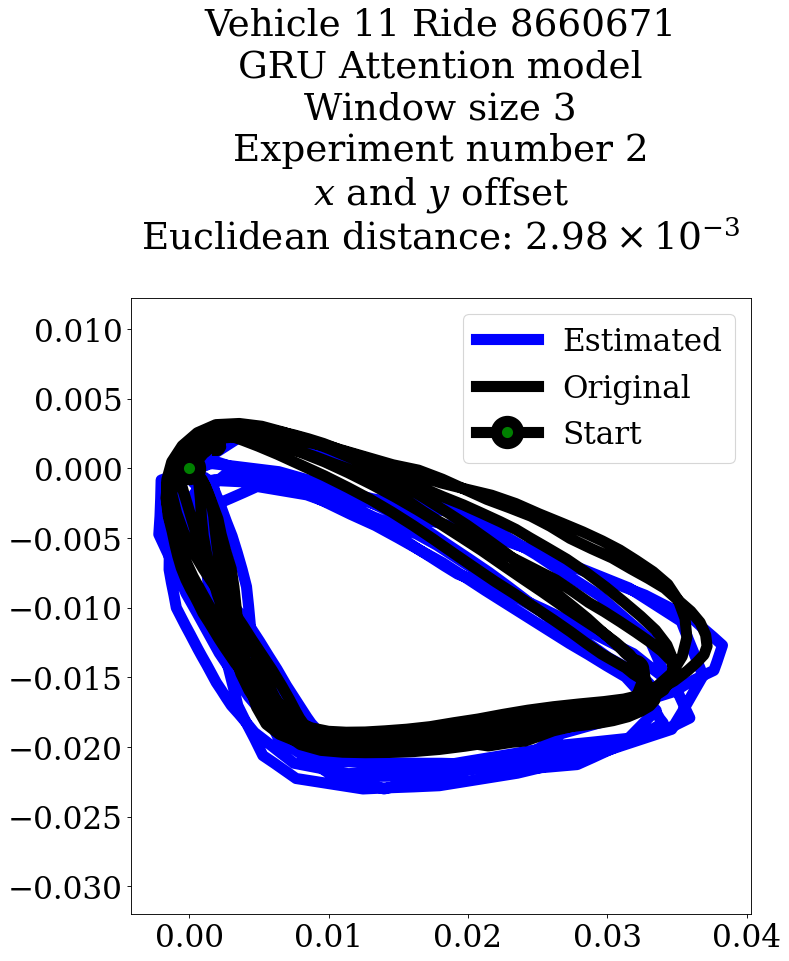 Vehicle 11 Ride 8660671
GRU Attention model
Window size 3
Experiment number 2
x and y offset
Euclidean distance: 2.98 × 10⁻³
Estimated
Original
Start
0.010
0.005
0.000
−0.005
−0.010
−0.015
−0.020
−0.025
−0.030
0.00 0.01 0.02 0.03 0.04